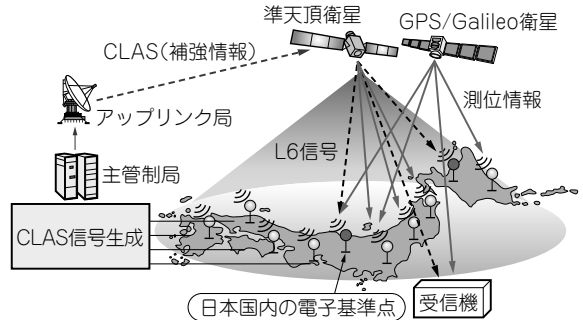 準天頂衛星
GPS/Galileo衛星
CLAS（補強情報）
測位情報
アップリンク局
L6信号
主管制局
CLAS信号生成
日本国内の電子基準点
受信機